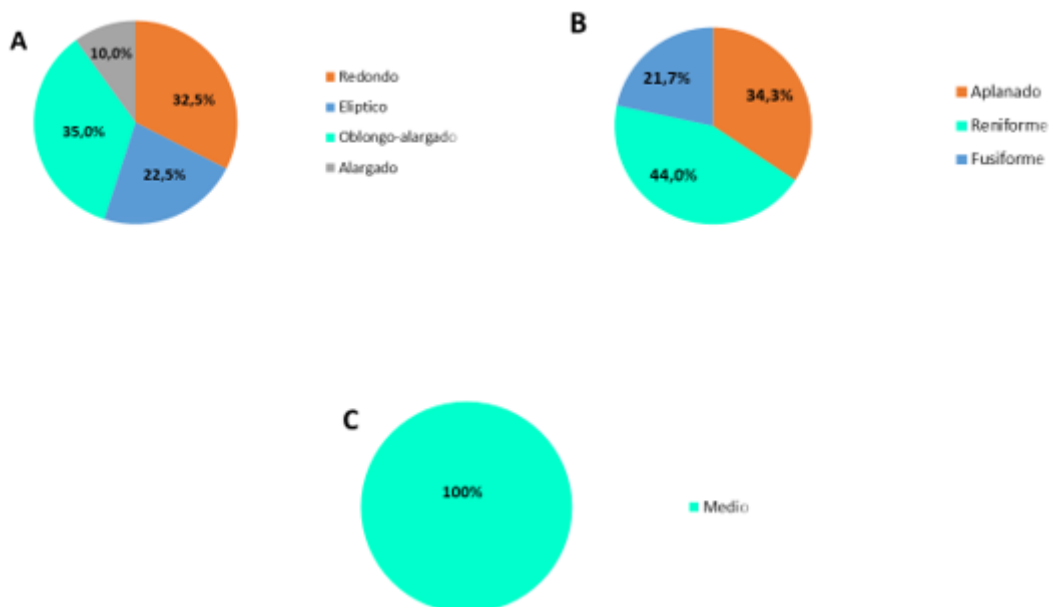 A
10,0%
32,5%
35,0%
22,5%
Redondo
Eliptico
Oblongo-alargado
Alargado
B
21,7%
34,3%
44,0%
Aplanado
Reniforme
Fusiforme
C
100%
Medio